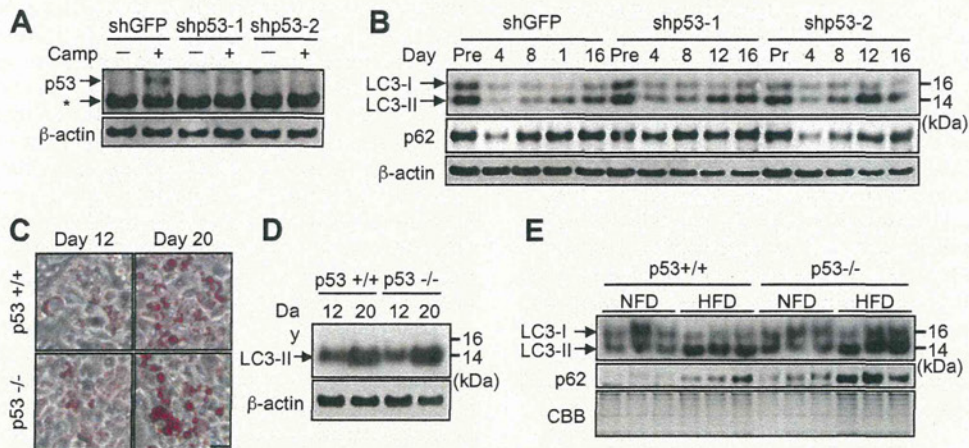 A
shGFP shp53-1 shp53-2
Camp — + — + — +
p53
*
β-actin
B
shGFP shp53-1 shp53-2
Day Pre 4 8 1 16 Pre 4 8 12 16 Pr 4 8 12 16
LC3-I
LC3-II
16
14
(kDa)
p62
β-actin
C
Day 12 Day 20
p53 +/+
p53 -/-
D
p53 +/+ p53 -/-
Da 12 20 12 20
y
LC3-II
16
14
(kDa)
β-actin
E
p53+/+ p53-/-
NFD HFD NFD HFD
LC3-I
LC3-II
16
14
(kDa)
p62
CBB